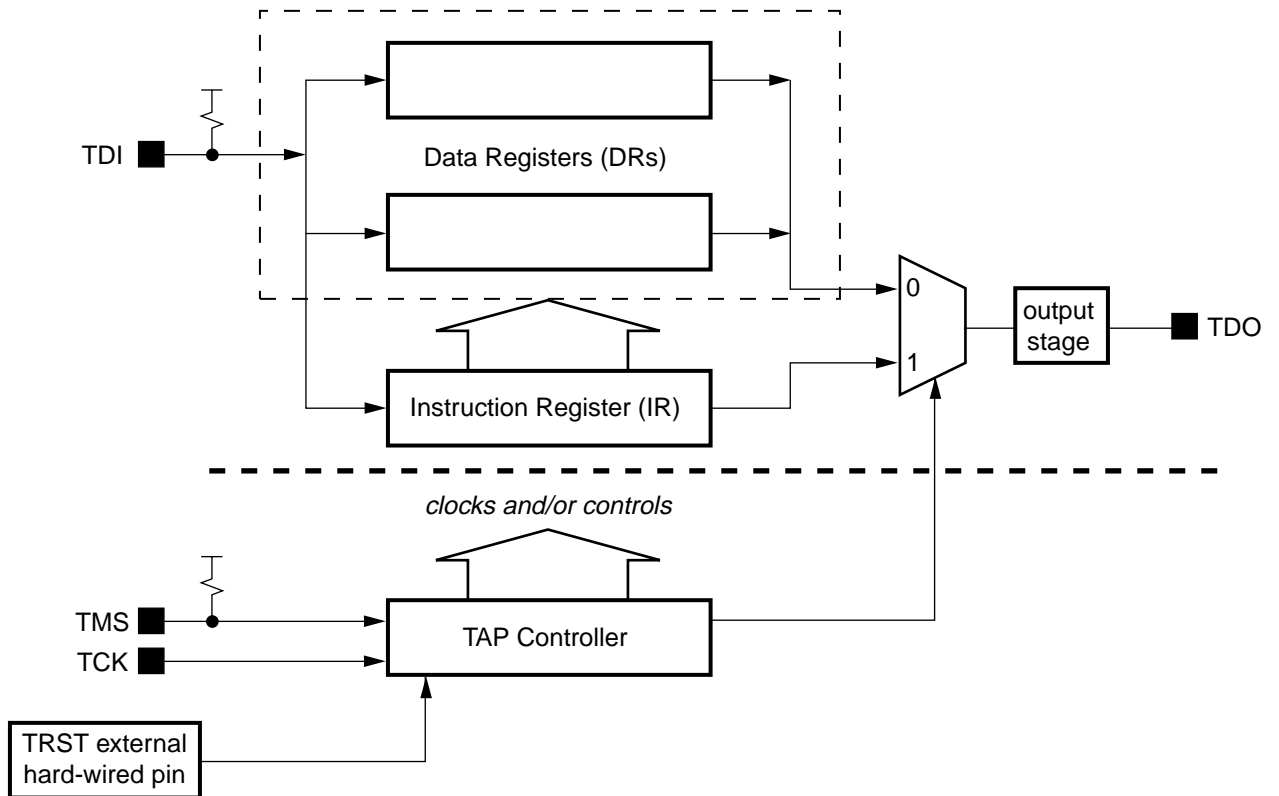 TDI
Data Registers (DRs)
0
output
stage
TDO
1
Instruction Register (IR)
clocks and/or controls
TMS
TAP Controller
TCK
TRST external
hard-wired pin